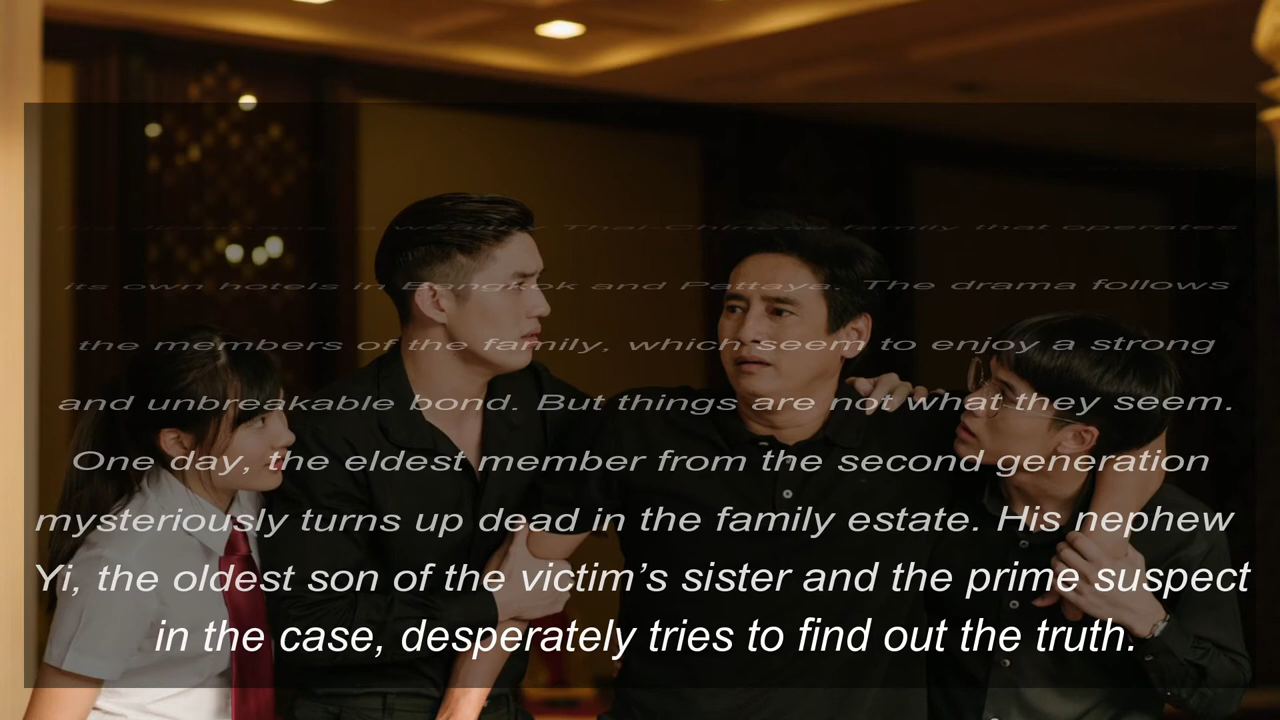 is a wealthy Thai-Chinese family that operates
its own hotels in Bangkok and Pattaya. The drama follows
the members of the family, which seem to enjoy a strong
and unbreakable bond. But things are not what they seem.
One day, the eldest member from the second generation
mysteriously turns up dead in the family estate. His nephew
Yi, the oldest son of the victim’s sister and the prime suspect
in the case, desperately tries to find out the truth.